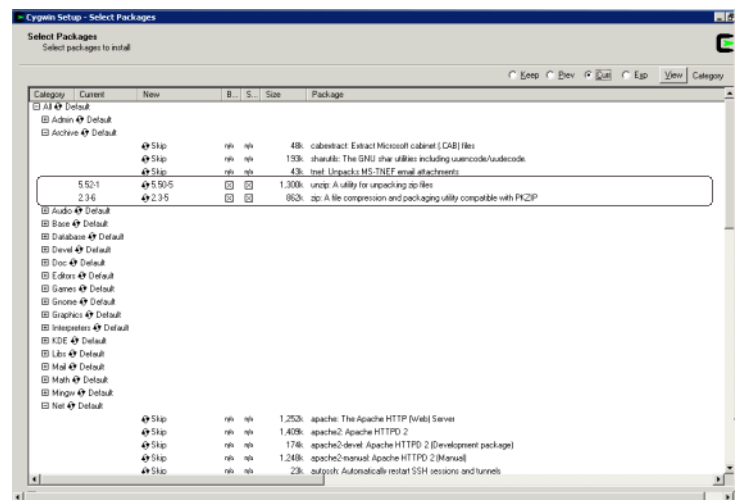 Cygwin Setup - Select Packages
Select Packages
Select packages to install
Keep Prev Curr Exp View Category
Category Current New B... S... Size Package
All Default
Admin Default
Archive Default
Skip n/a n/a 48k cabextract: Extract Microsoft cabinet (.CAB) files
Skip n/a n/a 193k sharutils: The GNU shar utilities including uuencode/uudecode.
Skip n/a n/a 43k tnef: Unpacks MS-TNEF email attachments
5.52-1 5.50-5 1,300k unzip: A utility for unpacking zip files
2.3-6 2.3-5 862k zip: A file compression and packaging utility compatible with PKZIP
Audio Default
Base Default
Database Default
Devel Default
Doc Default
Editors Default
Games Default
Gnome Default
Graphics Default
Interpreters Default
KDE Default
Libs Default
Mail Default
Math Default
Mingw Default
Net Default
Skip n/a n/a 1,252k apache: The Apache HTTP (Web) Server
Skip n/a n/a 1,409k apache2: Apache HTTPD 2
Skip n/a n/a 174k apache2-devel: Apache HTTPD 2 (Development package)
Skip n/a n/a 1,248k apache2-manual: Apache HTTPD 2 (Manual)
Skip n/a n/a 23k autossh: Automatically restart SSH sessions and tunnels